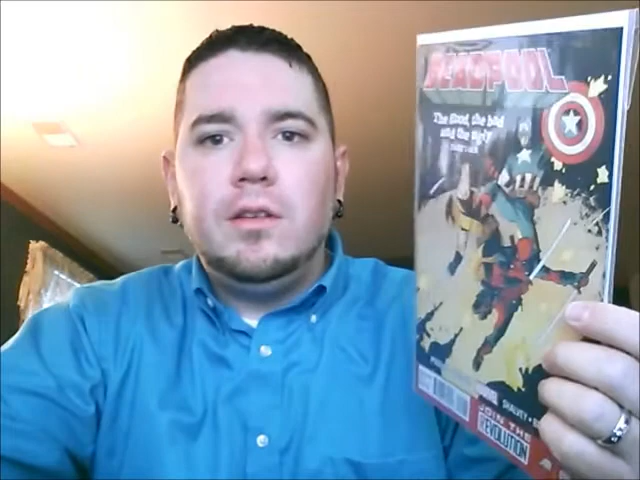 DEADPOOL
The Good, the bad
and the ugly
SHALVEY
JOIN THE
REVOLUTION